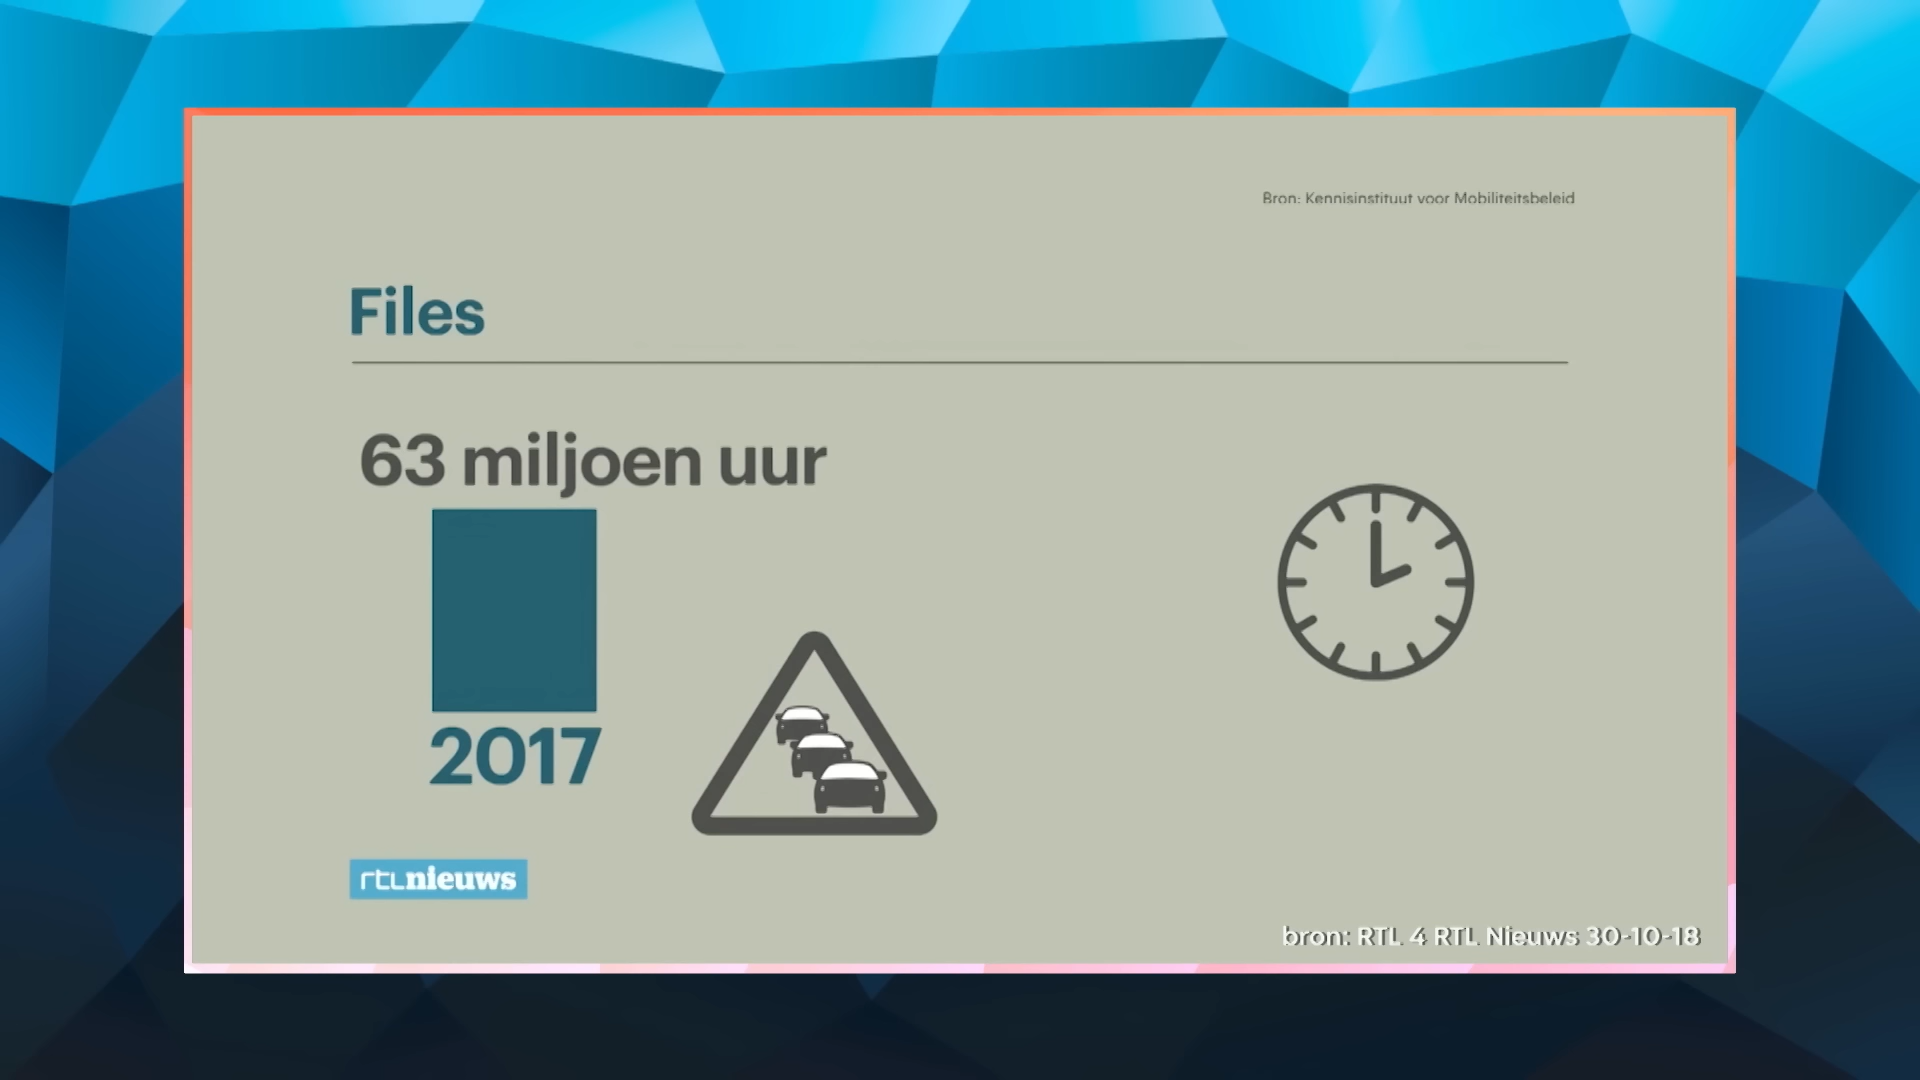 Bron: Kennisinstituut voor Mobiliteitsbeleid
Files
63 miljoen uur
2017
rtlnieuws
bron: RTL 4 RTL Nieuws 30-10-18